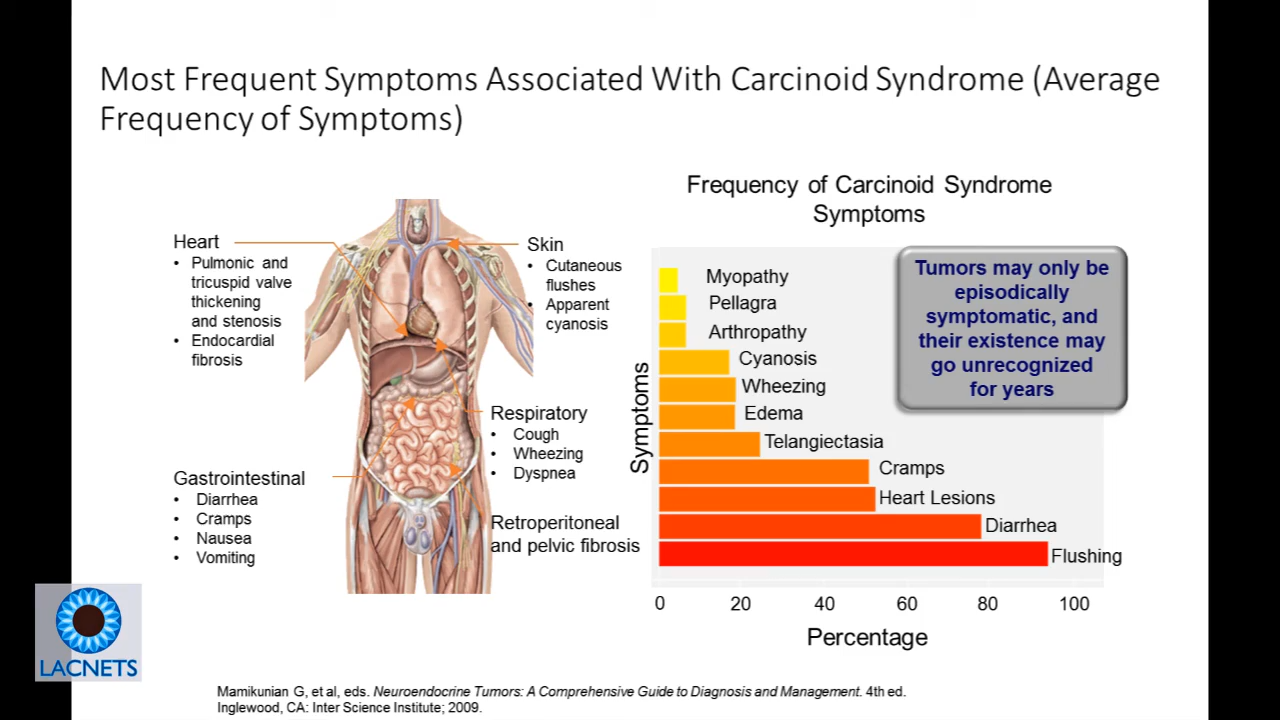 Most Frequent Symptoms Associated With Carcinoid Syndrome (Average
Frequency of Symptoms)
Heart
• Pulmonic and
tricuspid valve
thickening
and stenosis
• Endocardial
fibrosis
Skin
• Cutaneous
flushes
• Apparent
cyanosis
Respiratory
• Cough
• Wheezing
• Dyspnea
Gastrointestinal
• Diarrhea
• Cramps
• Nausea
• Vomiting
Retroperitoneal
and pelvic fibrosis
Frequency of Carcinoid Syndrome
Symptoms
Tumors may only be
episodically
symptomatic, and
their existence may
go unrecognized
for years
Symptoms
Myopathy
Pellagra
Arthropathy
Cyanosis
Wheezing
Edema
Telangiectasia
Cramps
Heart Lesions
Diarrhea
Flushing
0 20 40 60 80 100
Percentage
LACNETS
Mamikunian G, et al, eds. Neuroendocrine Tumors: A Comprehensive Guide to Diagnosis and Management. 4th ed.
Inglewood, CA: Inter Science Institute; 2009.